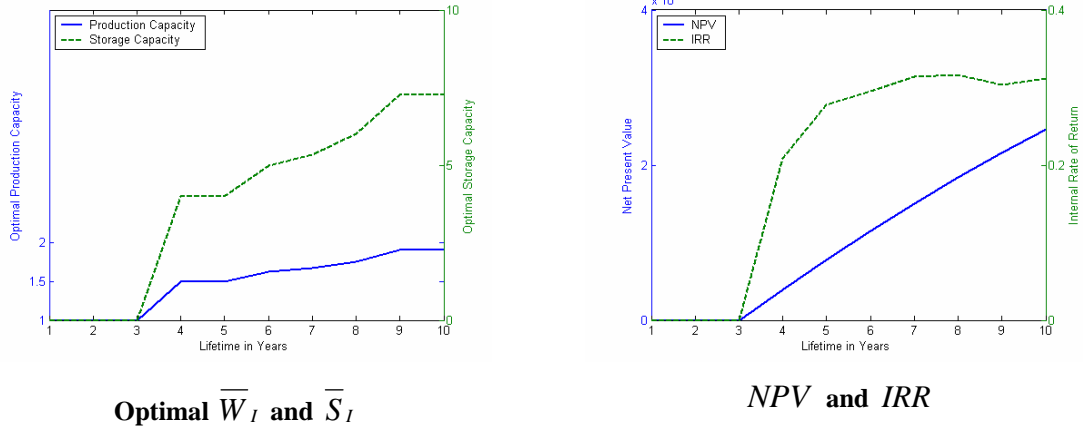 10
Production Capacity
Storage Capacity
Optimal Production Capacity
2
1.5
1
5
0
Optimal Storage Capacity
1 2 3 4 5 6 7 8 9 10
Lifetime in Years
Optimal W̅ I and S̅ I
4
0.4
NPV
IRR
Net Present Value
2
0
0.2
0
Internal Rate of Return
1 2 3 4 5 6 7 8 9 10
Lifetime in Years
NPV and IRR